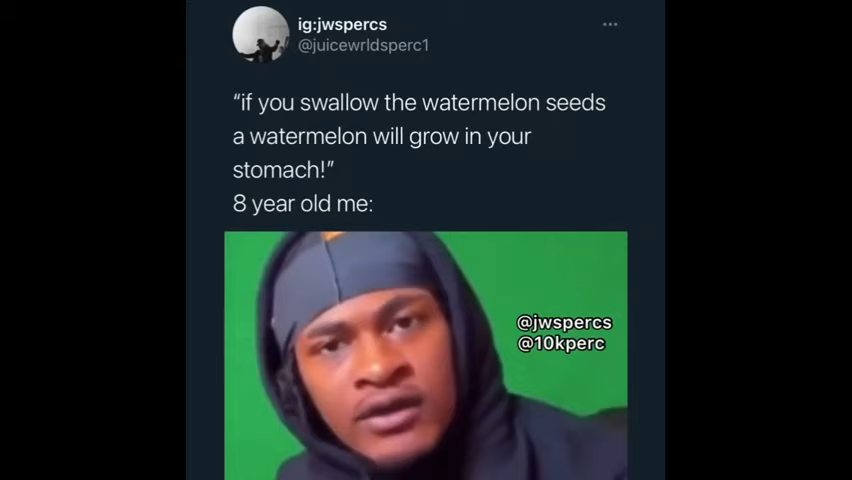 ig:jwspercs
@juicewrldsperc1
“if you swallow the watermelon seeds
a watermelon will grow in your
stomach!”
8 year old me:
@jwspercs
@10kperc